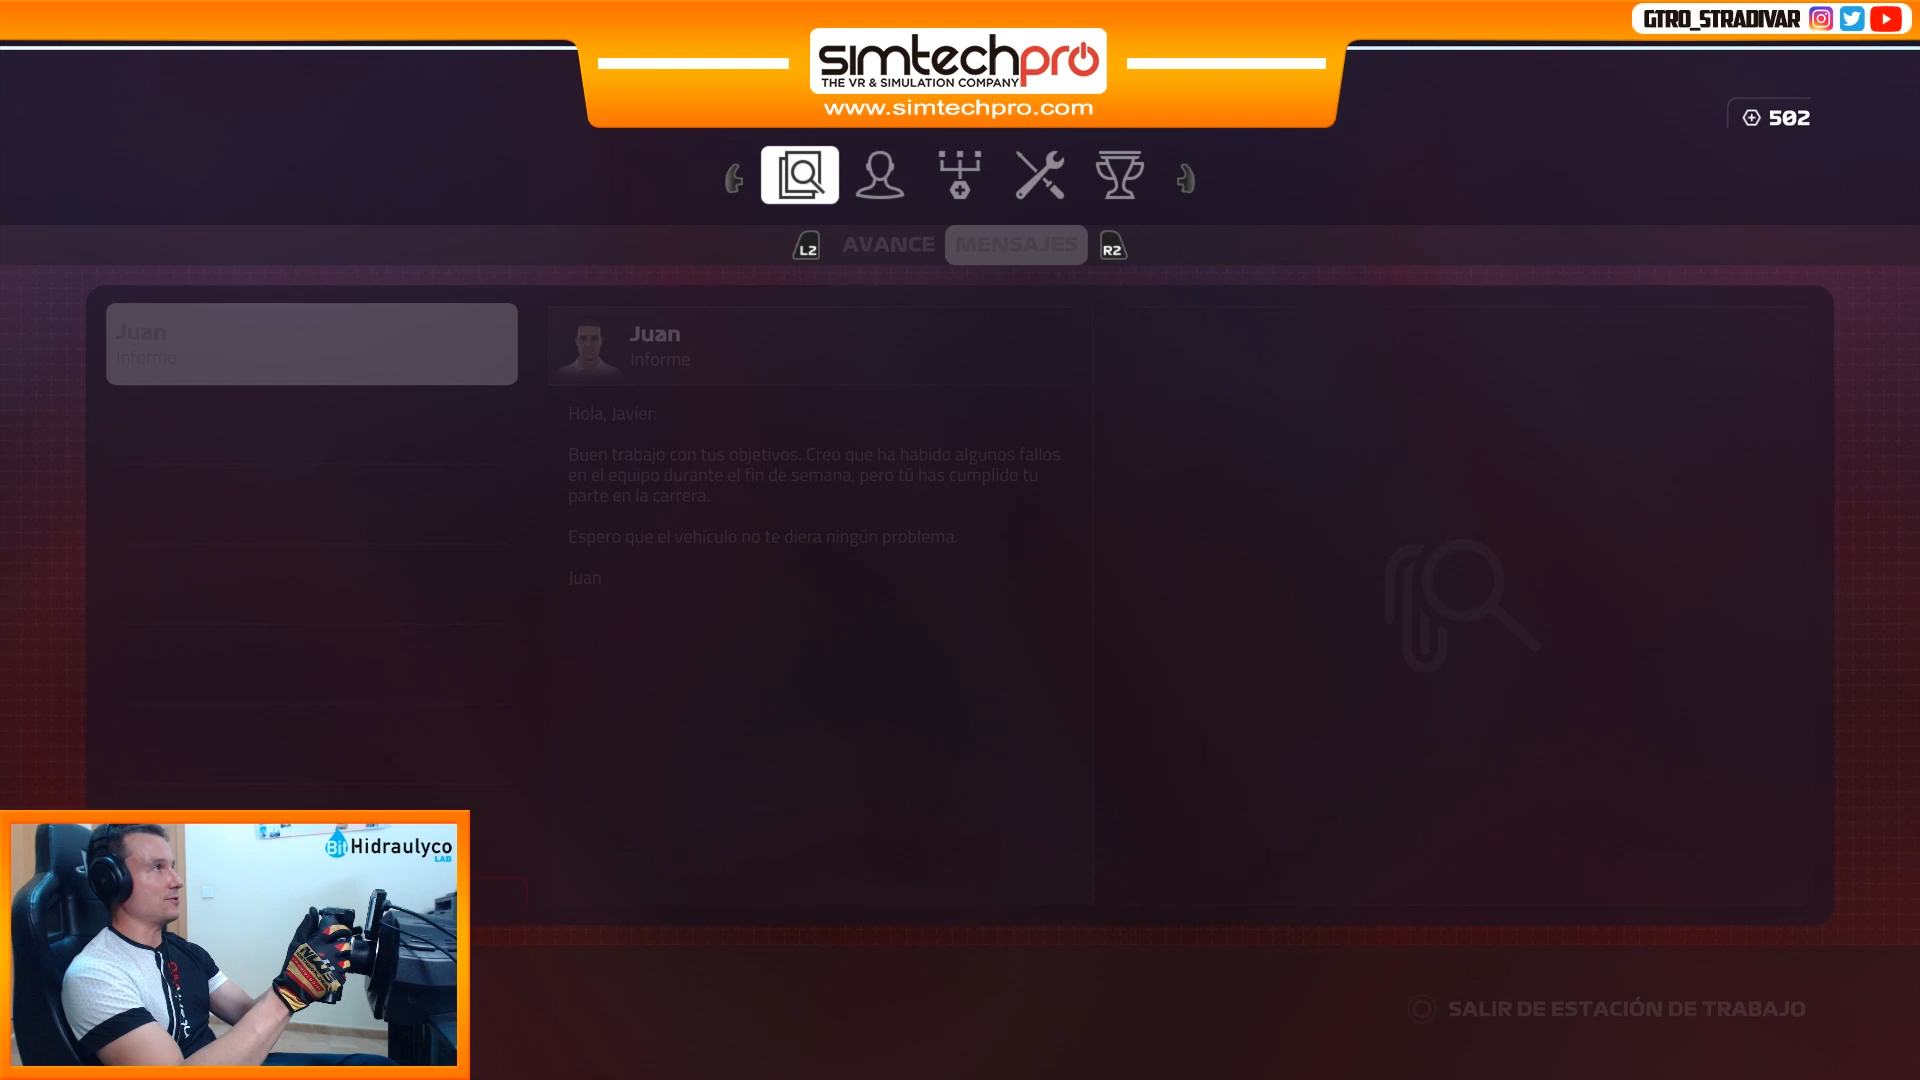 GTRO_STRADIVAR
simtechpro
THE VR & SIMULATION COMPANY
www.simtechpro.com
502
L2
AVANCE
MENSAJES
R2
Juan
Informe
Juan
Informe
Hola, Javier:
Buen trabajo con tus objetivos. Creo que ha habido algunos fallos
en el equipo durante el fin de semana, pero tú has cumplido tu
parte en la carrera.
Espero que el vehículo no te diera ningún problema.
Juan
BitHidraulyco
LAB
SALIR DE ESTACIÓN DE TRABAJO